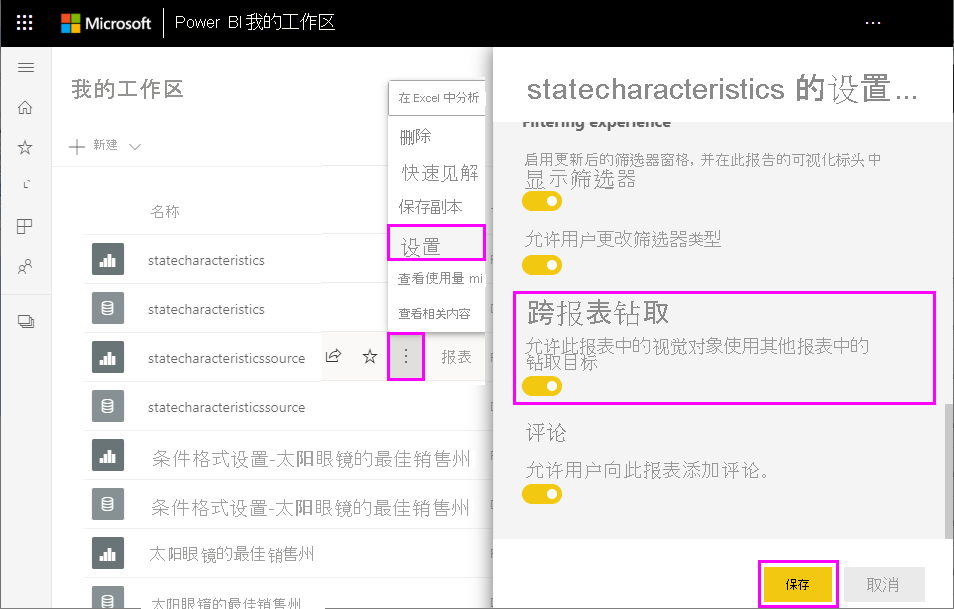 Microsoft
Power BI 我的工作区
...
我的工作区
新建
名称
statecharacteristics
statecharacteristics
statecharacteristicssource
报表
statecharacteristicssource
条件格式设置-太阳眼镜的最佳销售州
条件格式设置-太阳眼镜的最佳销售州
太阳眼镜的最佳销售州
太阳眼镜的最佳销售州
在 Excel 中分析
删除
快速见解
保存副本
设置
查看使用量 mi
查看相关内容
statecharacteristics 的设置...
Filtering experience
启用更新后的筛选器窗格, 并在此报告的可视化标头中
显示筛选器
允许用户更改筛选器类型
跨报表钻取
允许此报表中的视觉对象使用其他报表中的
钻取目标
评论
允许用户向此报表添加评论。
保存
取消